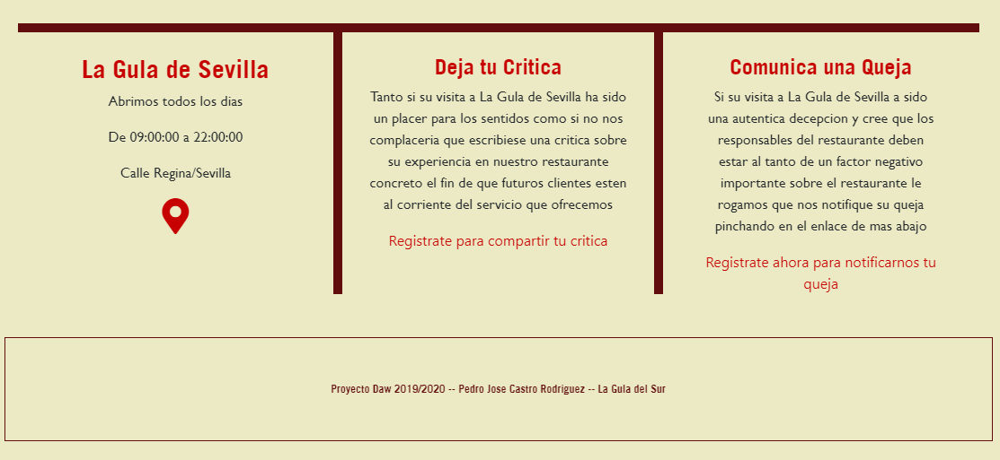 La Gula de Sevilla
Abrimos todos los dias
De 09:00:00 a 22:00:00
Calle Regina/Sevilla
Deja tu Critica
Tanto si su visita a La Gula de Sevilla ha sido
un placer para los sentidos como si no nos
complaceria que escribiese una critica sobre
su experiencia en nuestro restaurante
concreto el fin de que futuros clientes esten
al corriente del servicio que ofrecemos
Registrate para compartir tu critica
Comunica una Queja
Si su visita a La Gula de Sevilla a sido
una autentica decepcion y cree que los
responsables del restaurante deben
estar al tanto de un factor negativo
importante sobre el restaurante le
rogamos que nos notifique su queja
pinchando en el enlace de mas abajo
Registrate ahora para notificarnos tu
queja
Proyecto Daw 2019/2020 -- Pedro Jose Castro Rodriguez -- La Gula del Sur